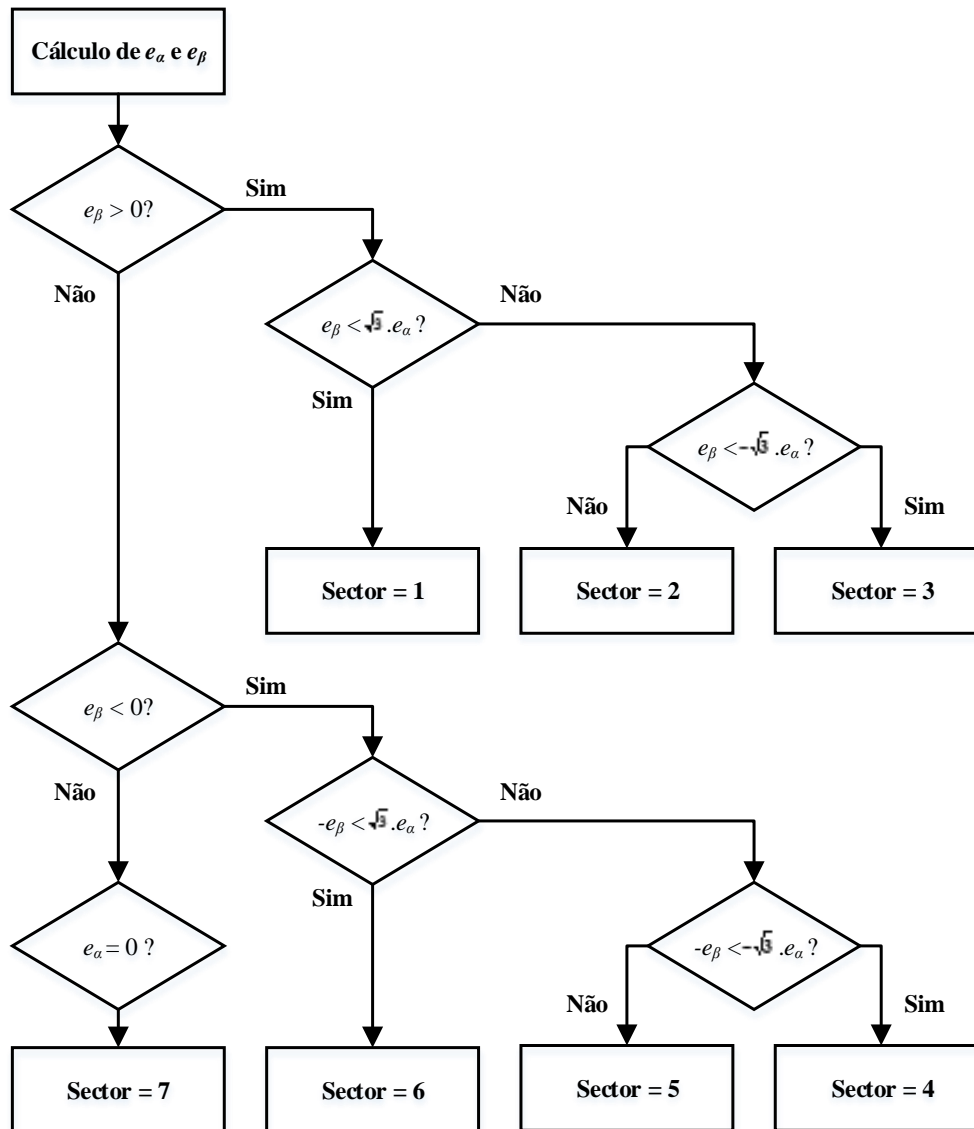 Cálculo de eα e eβ
eβ > 0?
Sim
Não
eβ < √3 .eα ?
Não
Sim
eβ < -√3 .eα ?
Não
Sim
Sector = 1
Sector = 2
Sector = 3
eβ < 0?
Sim
Não
-eβ < √3 .eα ?
Não
Sim
eα = 0 ?
-eβ < -√3 .eα ?
Não
Sim
Sector = 7
Sector = 6
Sector = 5
Sector = 4